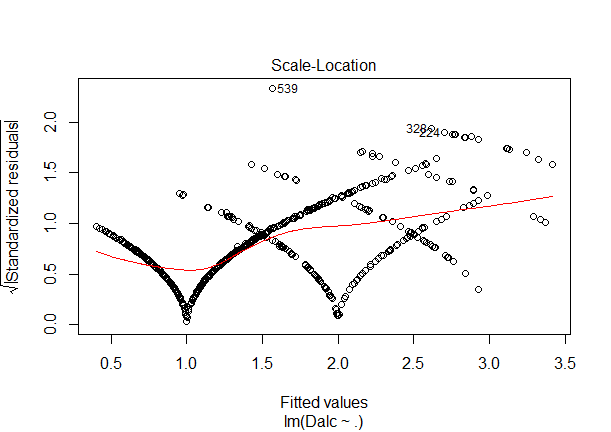 Scale-Location
√|Standardized residuals|
2.0
1.5
1.0
0.5
0.0
539
328
224
0.5 1.0 1.5 2.0 2.5 3.0 3.5
Fitted values
lm(Dalc ~ .)